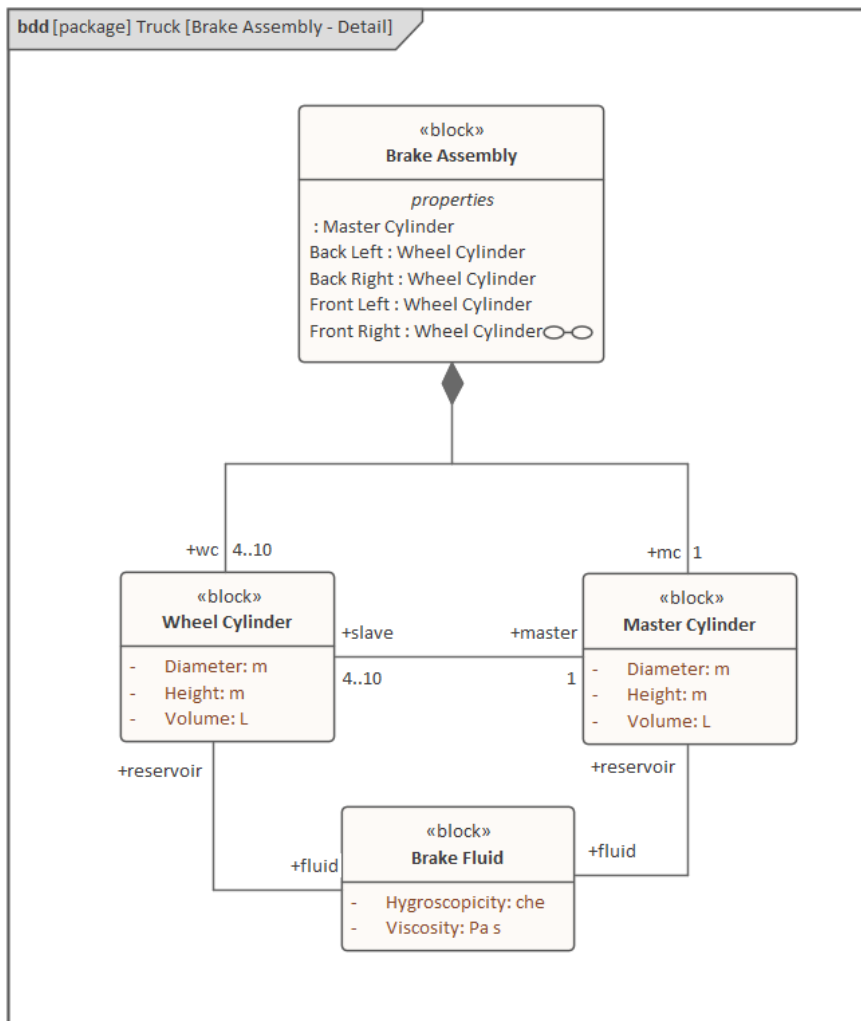 bdd [package] Truck [Brake Assembly - Detail]
«block»
Brake Assembly
properties
: Master Cylinder
Back Left : Wheel Cylinder
Back Right : Wheel Cylinder
Front Left : Wheel Cylinder
Front Right : Wheel Cylinder
+wc 4..10
+mc 1
«block»
Wheel Cylinder
- Diameter: m
- Height: m
- Volume: L
+slave
4..10
+master
1
«block»
Master Cylinder
- Diameter: m
- Height: m
- Volume: L
+reservoir
+reservoir
+fluid
+fluid
«block»
Brake Fluid
- Hygroscopicity: che
- Viscosity: Pa s